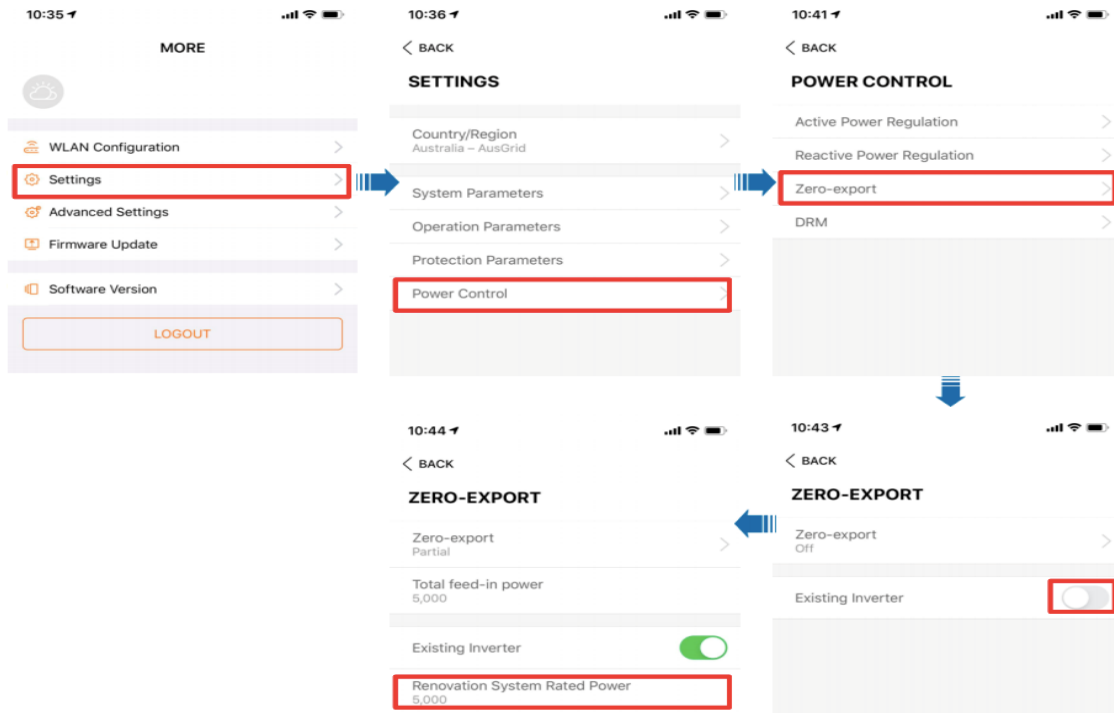 10:35
MORE
WLAN Configuration
Settings
Advanced Settings
Firmware Update
Software Version
LOGOUT
10:36
BACK
SETTINGS
Country/Region
Australia – AusGrid
System Parameters
Operation Parameters
Protection Parameters
Power Control
10:41
BACK
POWER CONTROL
Active Power Regulation
Reactive Power Regulation
Zero-export
DRM
10:43
BACK
ZERO-EXPORT
Zero-export
Off
Existing Inverter
10:44
BACK
ZERO-EXPORT
Zero-export
Partial
Total feed-in power
5,000
Existing Inverter
Renovation System Rated Power
5,000